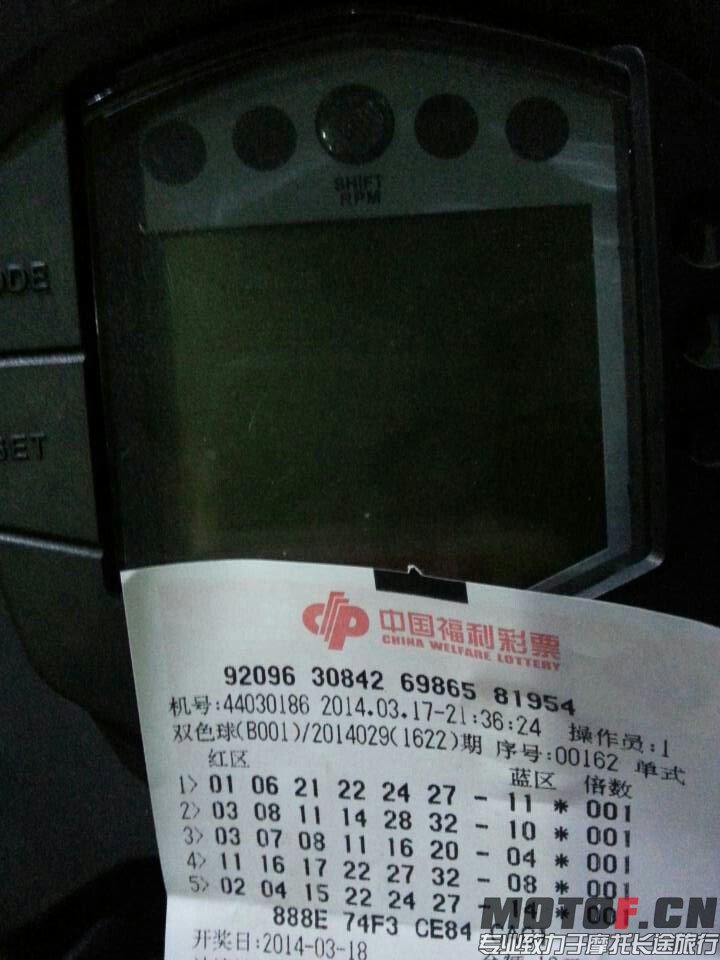 SHIFT
RPM
中国福利彩票
CHINA WELFARE LOTTERY
92096 30842 69865 81954
机号:44030186 2014.03.17-21:36:24 操作员:1
双色球(B001)/2014029(1622)期 序号:00162 单式
红区 蓝区 倍数
1> 01 06 21 22 24 27 - 11 * 001
2> 03 08 11 14 28 32 - 10 * 001
3> 03 07 08 11 16 20 - 04 * 001
4> 11 16 17 22 27 32 - 08 * 001
5> 02 04 15 22 24 27 - * 001
888E 74F3 CE84
开奖日:2014-03-18
MOTOF.CN
专业致力于摩托长途旅行